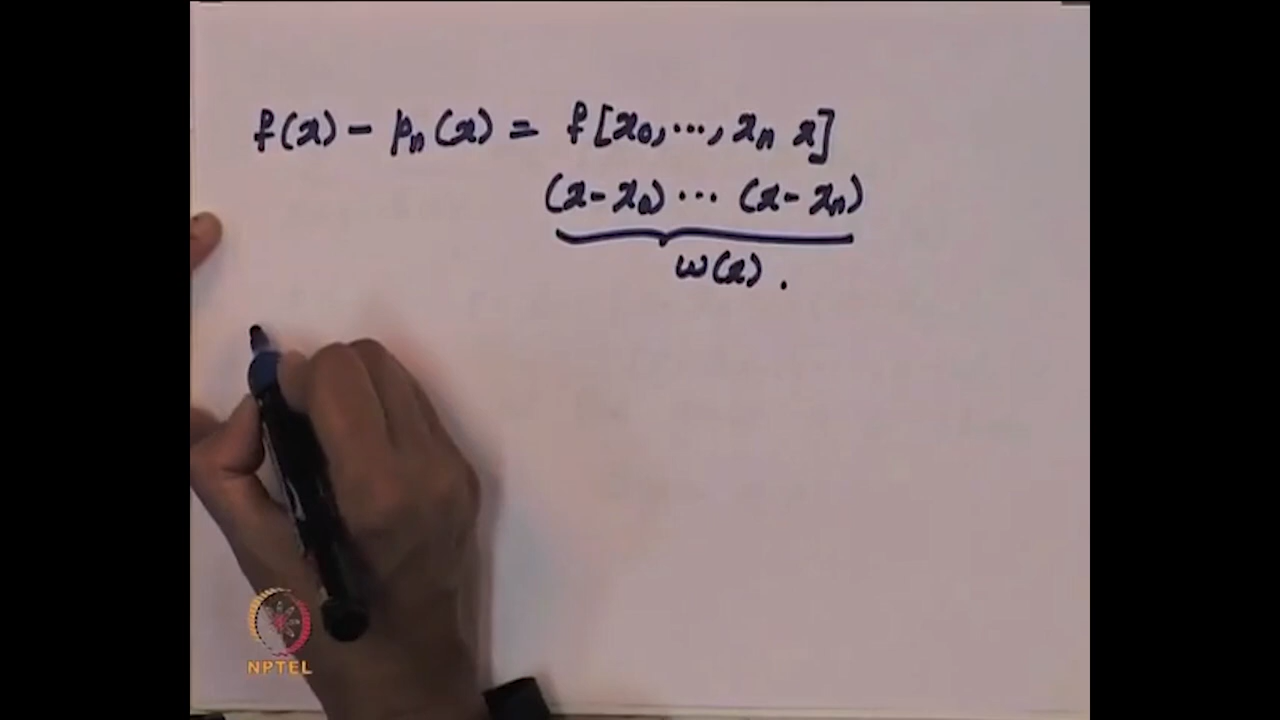 f(x) - pn(x) = f[x0, ..., xn x]
(x - x0) ... (x - xn)
w(x).
NPTEL